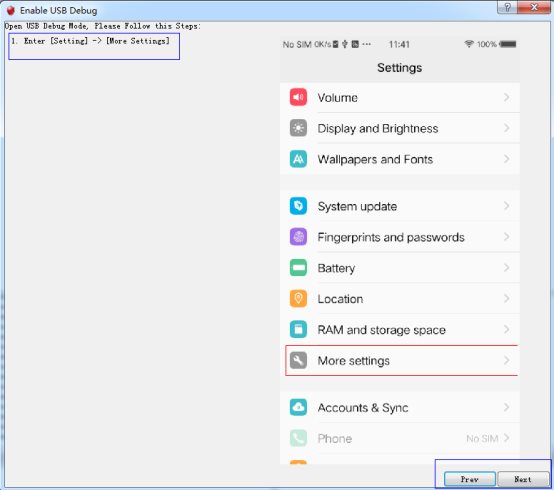 Enable USB Debug
Open USB Debug Mode, Please Follow this Steps:
1. Enter [Setting] -> [More Settings]
No SIM 0K/s 11:41 100%
Settings
Volume
Display and Brightness
Wallpapers and Fonts
System update
Fingerprints and passwords
Battery
Location
RAM and storage space
More settings
Accounts & Sync
Phone No SIM
Prev Next